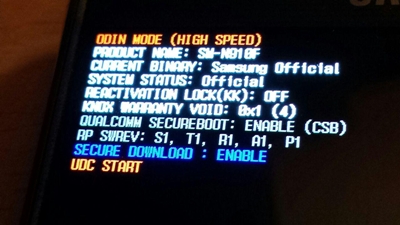 ODIN MODE (HIGH SPEED)
PRODUCT NAME: SM-N910F
CURRENT BINARY: Samsung Official
SYSTEM STATUS: Official
REACTIVATION LOCK(KK): OFF
KNOX WARRANTY VOID: 0x1 (4)
QUALCOMM SECUREBOOT: ENABLE (CSB)
RP SWREV: S1, T1, R1, A1, P1
SECURE DOWNLOAD : ENABLE
UDC START